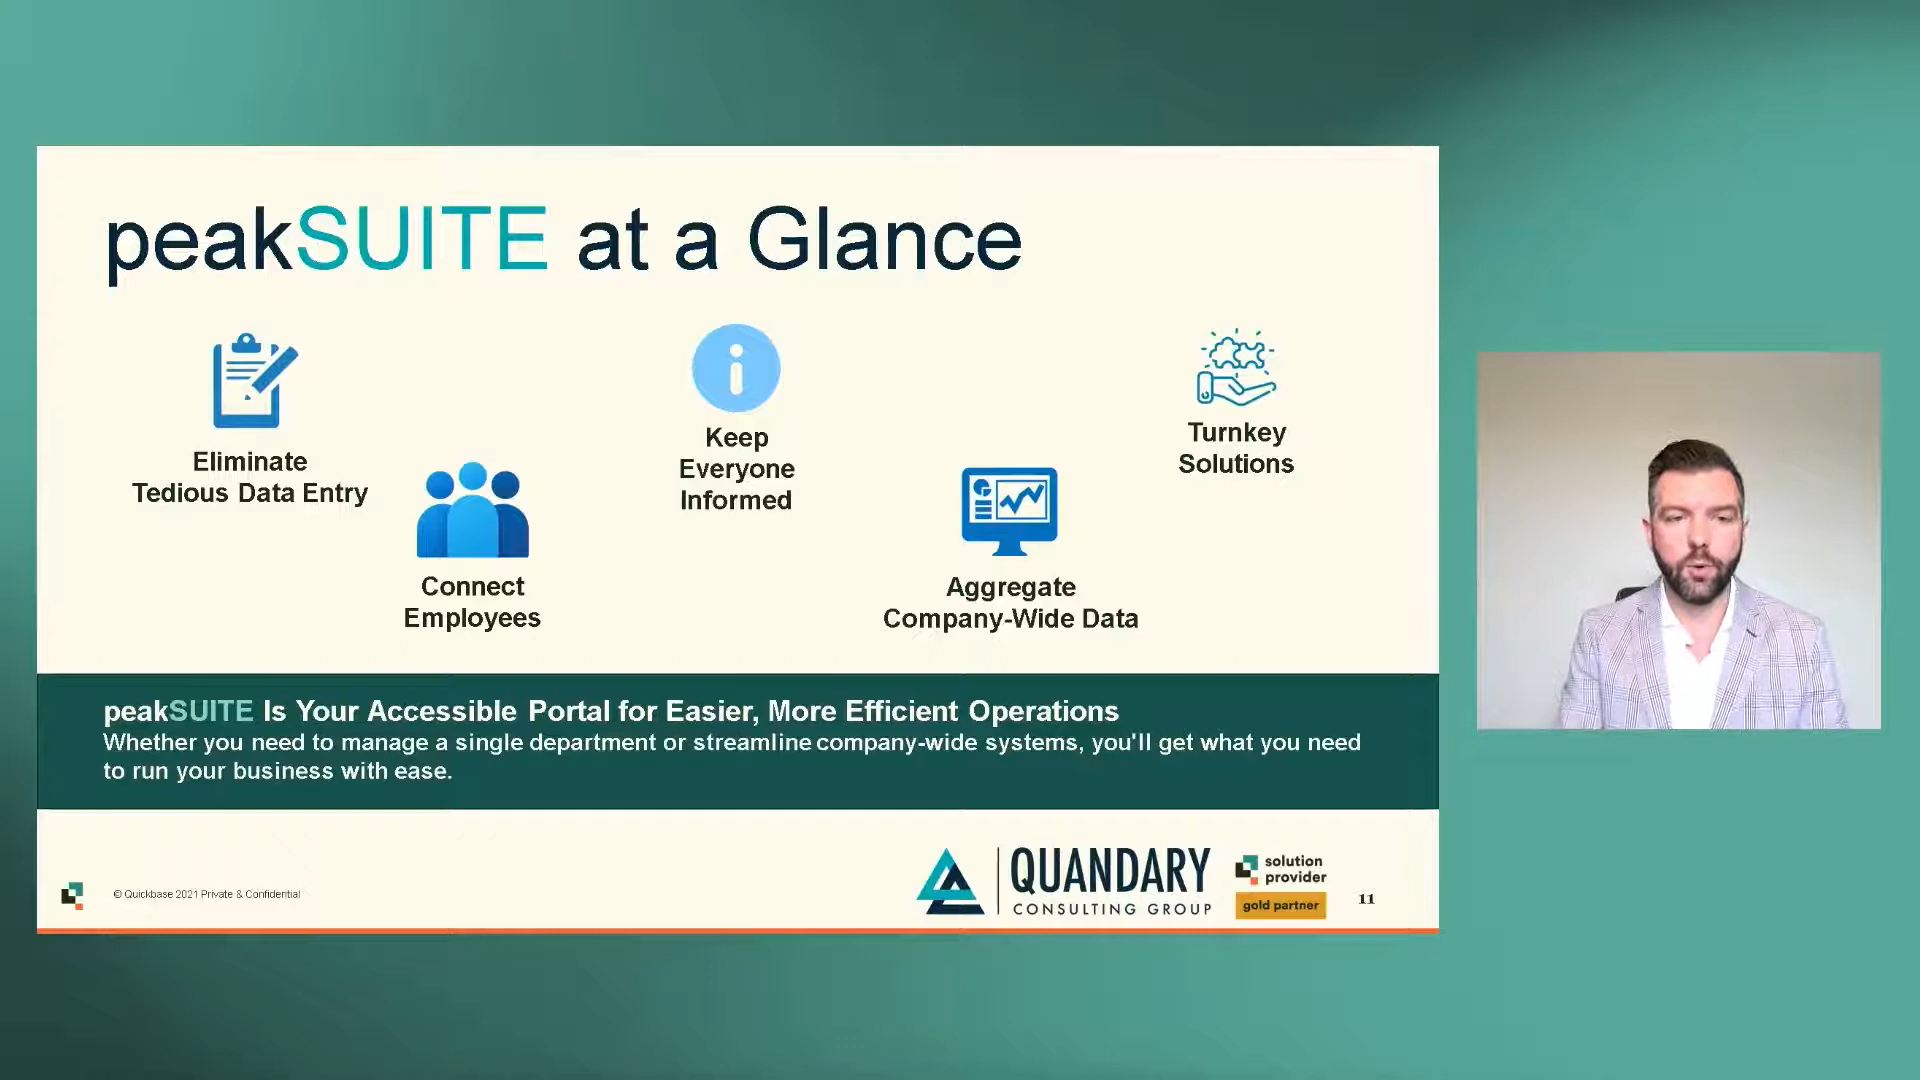 peakSUITE at a Glance
Eliminate
Tedious Data Entry
Connect
Employees
Keep
Everyone
Informed
Aggregate
Company-Wide Data
Turnkey
Solutions
peakSUITE Is Your Accessible Portal for Easier, More Efficient Operations
Whether you need to manage a single department or streamline company-wide systems, you'll get what you need
to run your business with ease.
© Quickbase 2021 Private & Confidential
QUANDARY
CONSULTING GROUP
solution
provider
gold partner
11